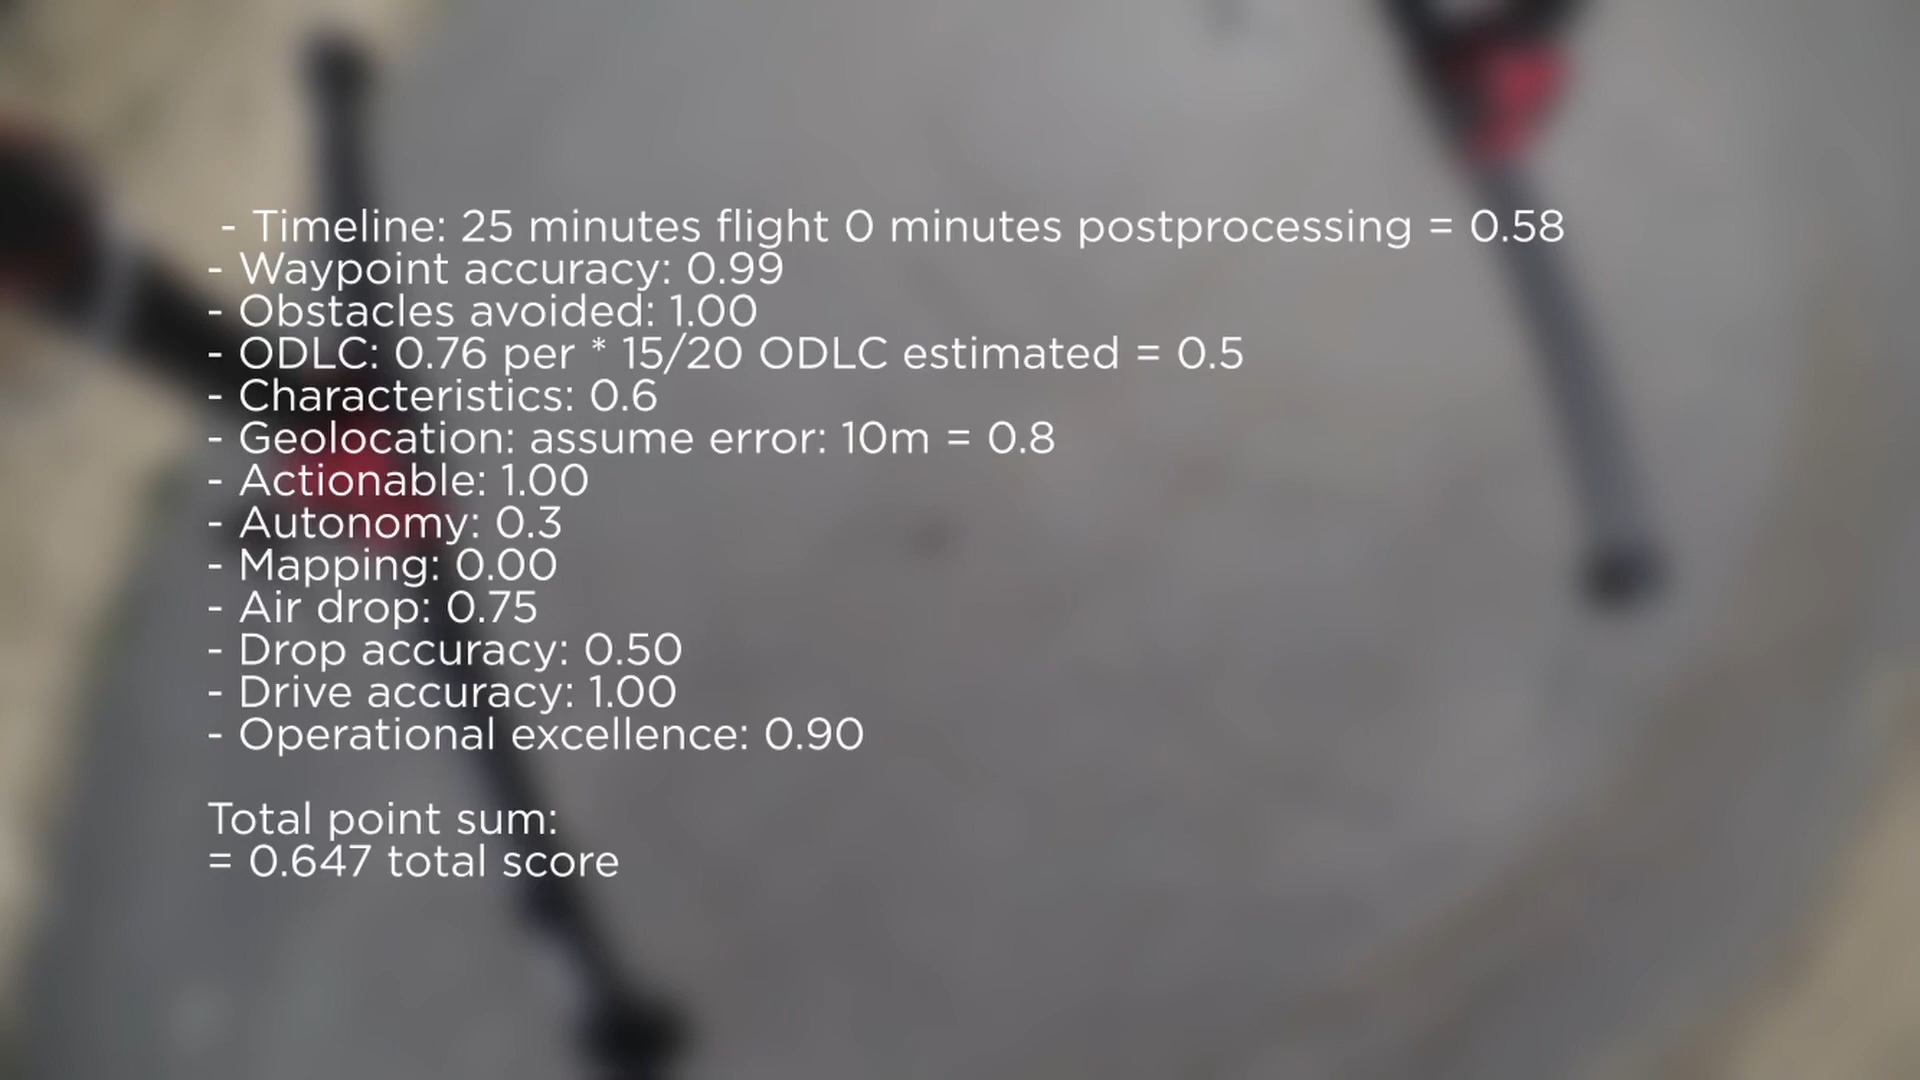 - Timeline: 25 minutes flight 0 minutes postprocessing = 0.58
- Waypoint accuracy: 0.99
- Obstacles avoided: 1.00
- ODLC: 0.76 per * 15/20 ODLC estimated = 0.5
- Characteristics: 0.6
- Geolocation: assume error: 10m = 0.8
- Actionable: 1.00
- Autonomy: 0.3
- Mapping: 0.00
- Air drop: 0.75
- Drop accuracy: 0.50
- Drive accuracy: 1.00
- Operational excellence: 0.90
Total point sum:
= 0.647 total score